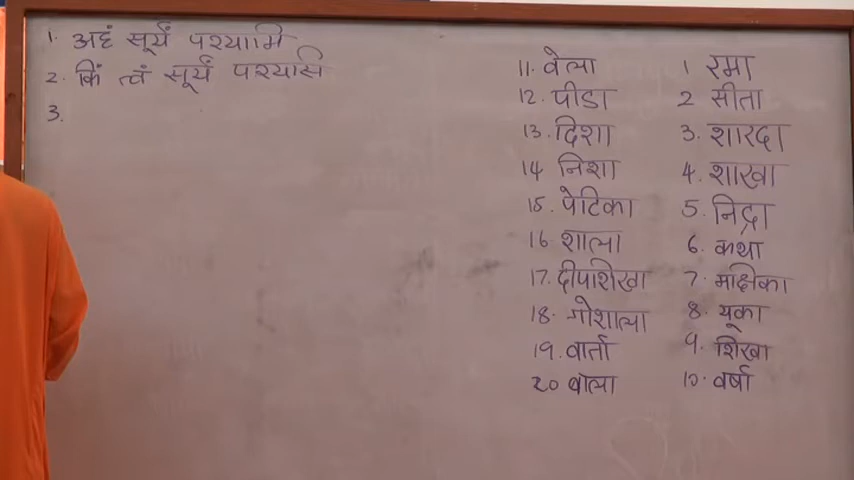 1. अहं सूर्यं पश्यामि
2. किं त्वं सूर्यं पश्यसि
3.
11. वेला
12. पीडा
13. दिशा
14 निशा
15. पेटिका
16 शाला
17. दीपशिखा
18. गोशाला
19. वार्ता
20 बाला
1 रमा
2 सीता
3. शारदा
4. शाखा
5. निद्रा
6. कथा
7. मक्षिका
8. यूका
9. शिखा
10. वर्षा